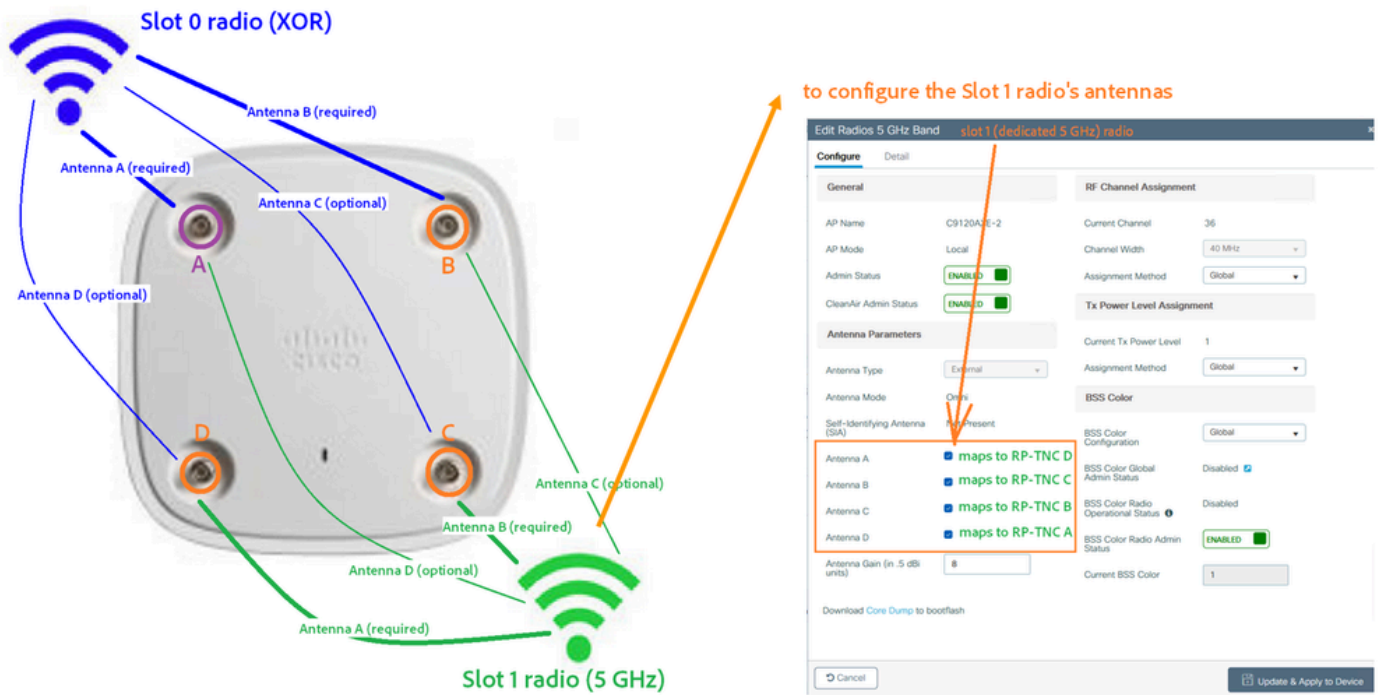 Slot 0 radio (XOR)
Antenna B (required)
Antenna A (required)
Antenna C (optional)
A
B
Antenna D (optional)
cisco
D
C
Antenna C (optional)
Antenna B (required)
Antenna D (optional)
Antenna A (required)
Slot 1 radio (5 GHz)
to configure the Slot 1 radio's antennas
Edit Radios 5 GHz Band
slot 1 (dedicated 5 GHz) radio
Configure
Detail
General
AP Name
AP Mode
Local
Admin Status
ENABLED
CleanAir Admin Status
ENABLED
Antenna Parameters
Antenna Type
External
Antenna Mode
Omni
Self-Identifying Antenna
(SIA)
Not Present
Antenna A
maps to RP-TNC D
Antenna B
maps to RP-TNC C
Antenna C
maps to RP-TNC B
Antenna D
maps to RP-TNC A
Antenna Gain (in .5 dBi
units)
8
Download Core Dump to bootflash
RF Channel Assignment
Current Channel
36
Channel Width
40 MHz
Assignment Method
Global
Tx Power Level Assignment
Current Tx Power Level
1
Assignment Method
Global
BSS Color
BSS Color
Configuration
Global
BSS Color Global
Admin Status
Disabled
BSS Color Radio
Operational Status
Disabled
BSS Color Radio Admin
Status
ENABLED
Current BSS Color
1
Cancel
Update & Apply to Device